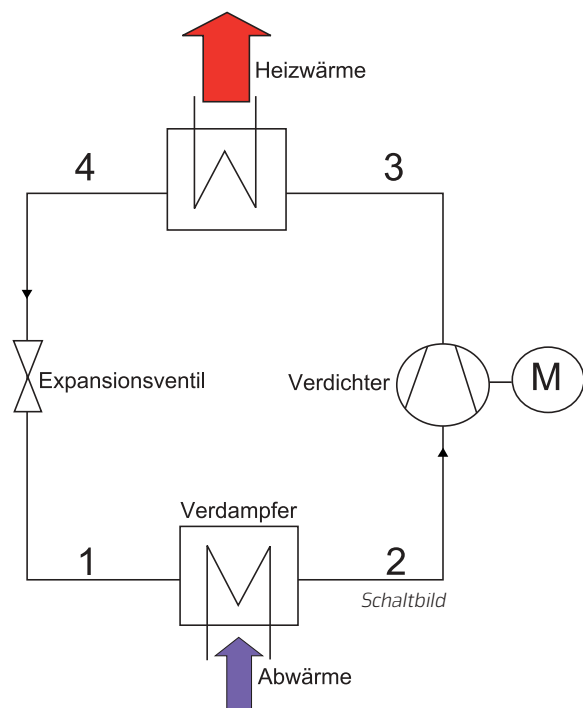 Heizwärme
4
3
Expansionsventil
Verdichter
M
Verdampfer
1
2
Schaltbild
Abwärme